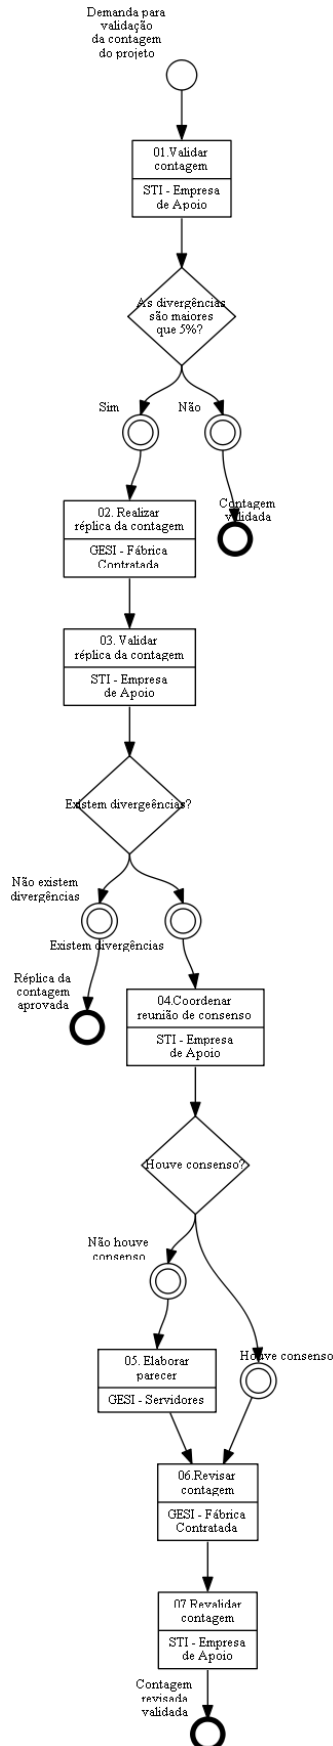 Demanda para
validação
da contagem
do projeto
01.Validar
contagem
STI - Empresa
de Apoio
As divergências
são maiores
que 5%?
Sim
Não
Contagem
validada
02. Realizar
réplica da contagem
GESI - Fábrica
Contratada
03. Validar
réplica da contagem
STI - Empresa
de Apoio
Existem divergeências?
Não existem
divergências
Existem divergências
Réplica da
contagem
aprovada
04.Coordenar
reunião de consenso
STI - Empresa
de Apoio
Houve consenso?
Não houve
consenso
Houve consenso
05. Elaborar
parecer
GESI - Servidores
06.Revisar
contagem
GESI - Fábrica
Contratada
07.Revalidar
contagem
STI - Empresa
de Apoio
Contagem
revisada
validada